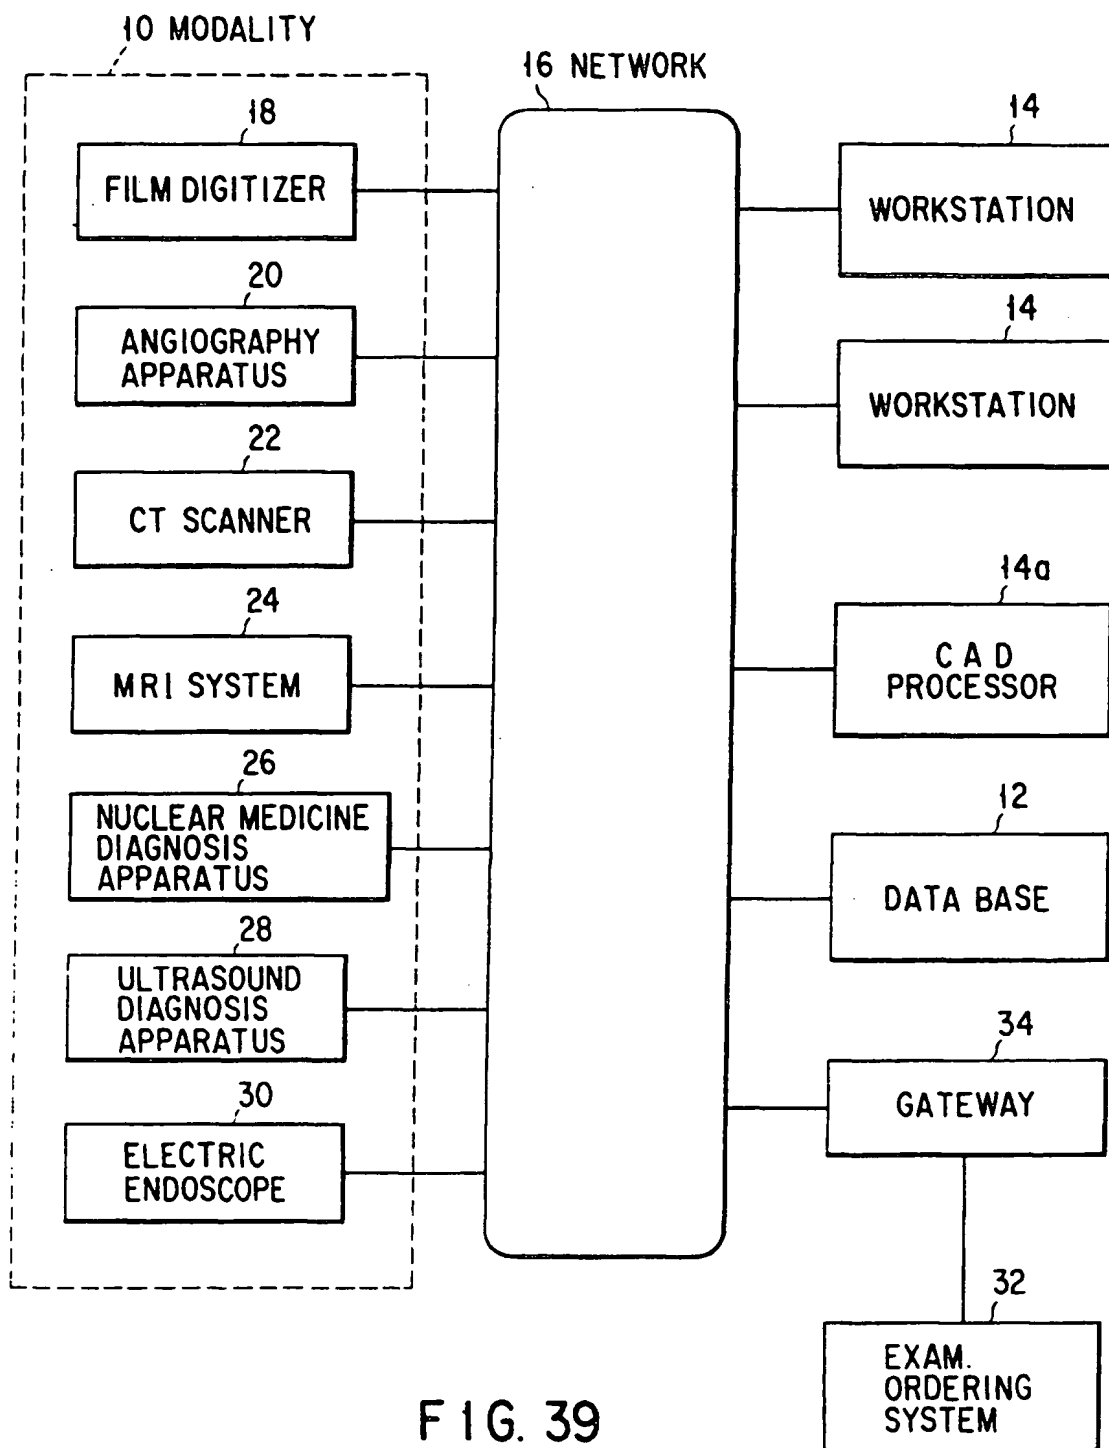 10 MODALITY
16 NETWORK
18
FILM DIGITIZER
20
ANGIOGRAPHY
APPARATUS
22
CT SCANNER
24
MRI SYSTEM
26
NUCLEAR MEDICINE
DIAGNOSIS
APPARATUS
28
ULTRASOUND
DIAGNOSIS
APPARATUS
30
ELECTRIC
ENDOSCOPE
14
WORKSTATION
14
WORKSTATION
14a
CAD
PROCESSOR
12
DATA BASE
34
GATEWAY
32
EXAM.
ORDERING
SYSTEM
FIG. 39